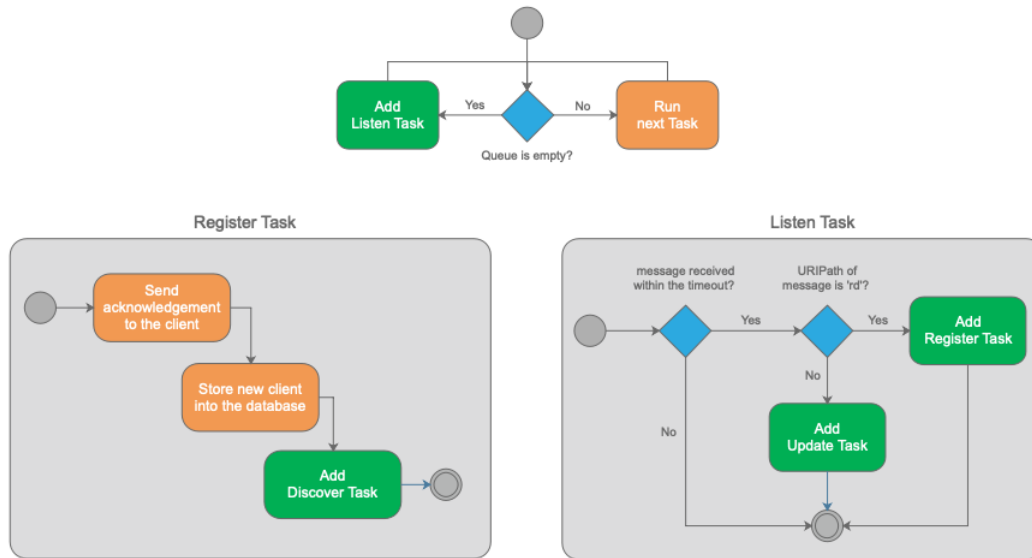 Add
Listen Task
Yes
No
Run
next Task
Queue is empty?
Register Task
Send
acknowledgement
to the client
Store new client
into the database
Add
Discover Task
Listen Task
message received
within the timeout?
URIPath of
message is 'rd'?
Yes
Yes
Add
Register Task
No
No
Add
Update Task